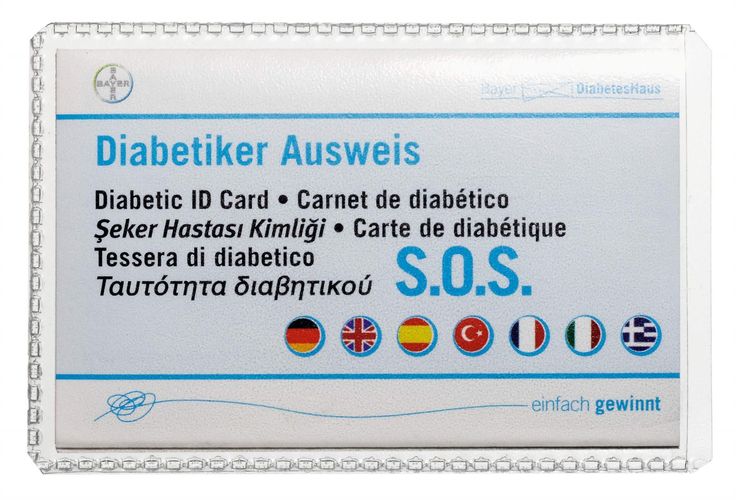 BAYER
BAYER
Bayer DiabetesHaus
Diabetiker Ausweis
Diabetic ID Card • Carnet de diabético
Şeker Hastası Kimliği • Carte de diabétique
Tessera di diabetico
Ταυτότητα διαβητικού
S.O.S.
einfach gewinnt